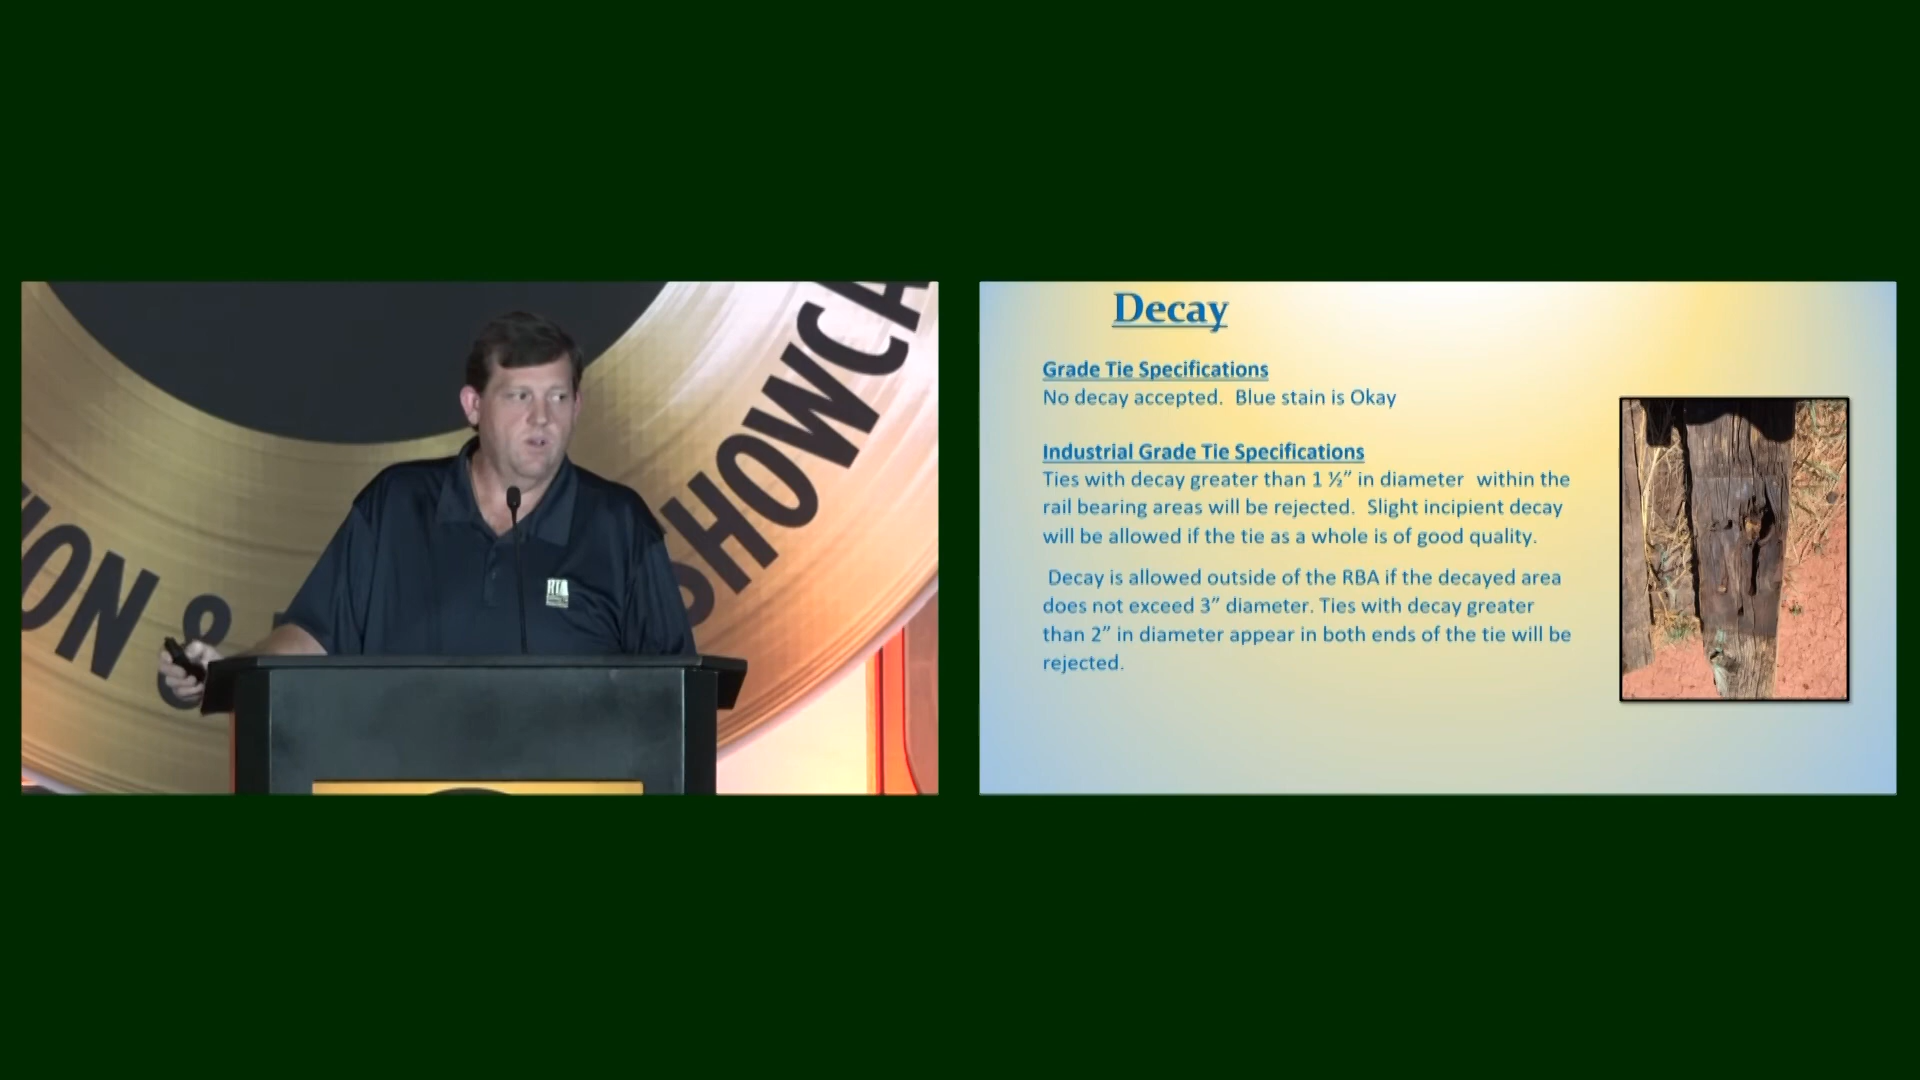 ON &
SHOWCA
RTA
Decay
Grade Tie Specifications
No decay accepted.  Blue stain is Okay
Industrial Grade Tie Specifications
Ties with decay greater than 1 ½” in diameter  within the
rail bearing areas will be rejected.  Slight incipient decay
will be allowed if the tie as a whole is of good quality.
Decay is allowed outside of the RBA if the decayed area
does not exceed 3” diameter. Ties with decay greater
than 2” in diameter appear in both ends of the tie will be
rejected.